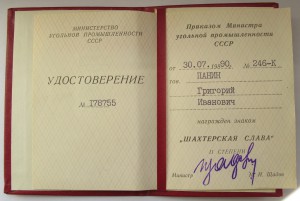 МИНИСТЕРСТВО
УГОЛЬНОЙ ПРОМЫШЛЕННОСТИ
СССР
УДОСТОВЕРЕНИЕ
№ 178755
Приказом Министра
угольной промышленности
СССР
от 30.07.1990, № 246-К
тов. ПАНИН
Григорий
Иванович
награжден знаком
„ШАХТЕРСКАЯ СЛАВА"
II СТЕПЕНИ
Министр М. И. Щадов